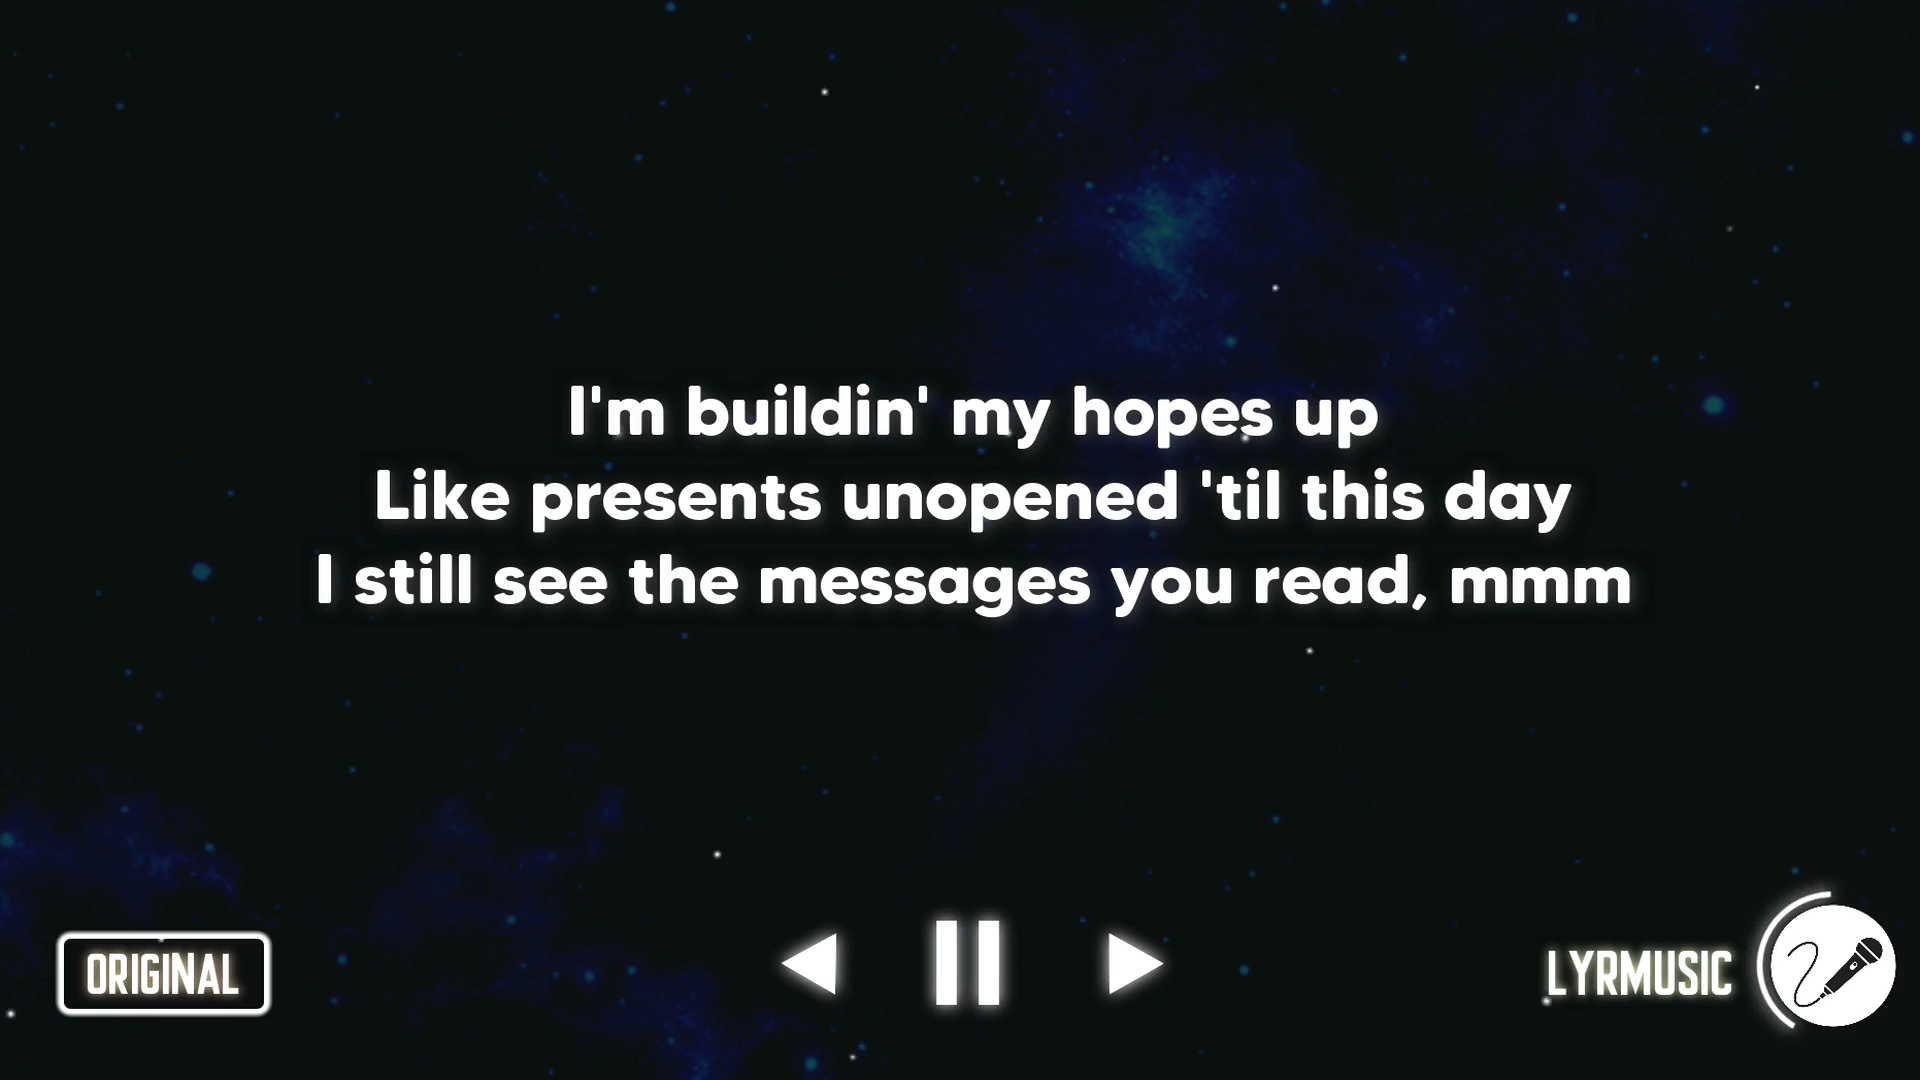 I'm buildin' my hopes up
Like presents unopened 'til this day
I still see the messages you read, mmm
ORIGINAL
LYRMUSIC